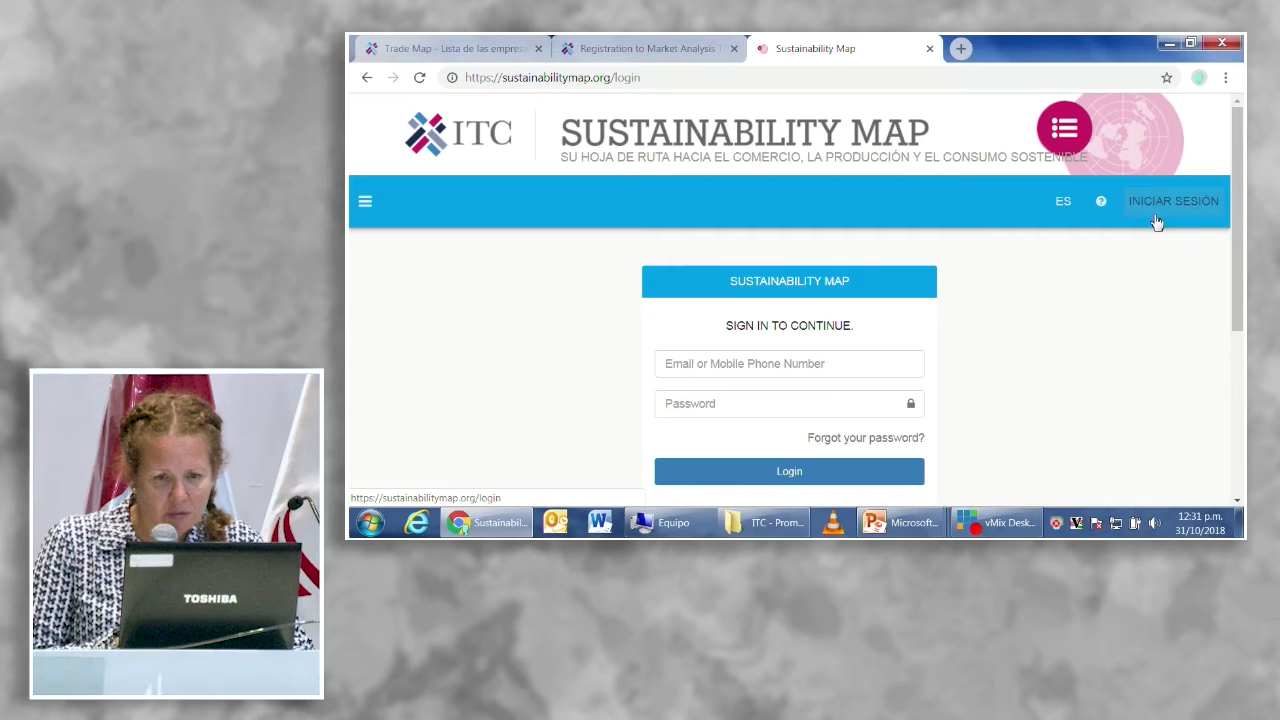 Trade Map - Lista de las empresa
Registration to Market Analysis T
Sustainability Map
https://sustainabilitymap.org/login
ITC
SUSTAINABILITY MAP
SU HOJA DE RUTA HACIA EL COMERCIO, LA PRODUCCIÓN Y EL CONSUMO SOSTENIBLE
ES
INICIAR SESIÓN
SUSTAINABILITY MAP
SIGN IN TO CONTINUE.
Email or Mobile Phone Number
Password
Forgot your password?
Login
https://sustainabilitymap.org/login
Sustainabil...
Equipo
ITC - Prom...
Microsoft...
vMix Desk...
12:31 p.m.
31/10/2018
TOSHIBA